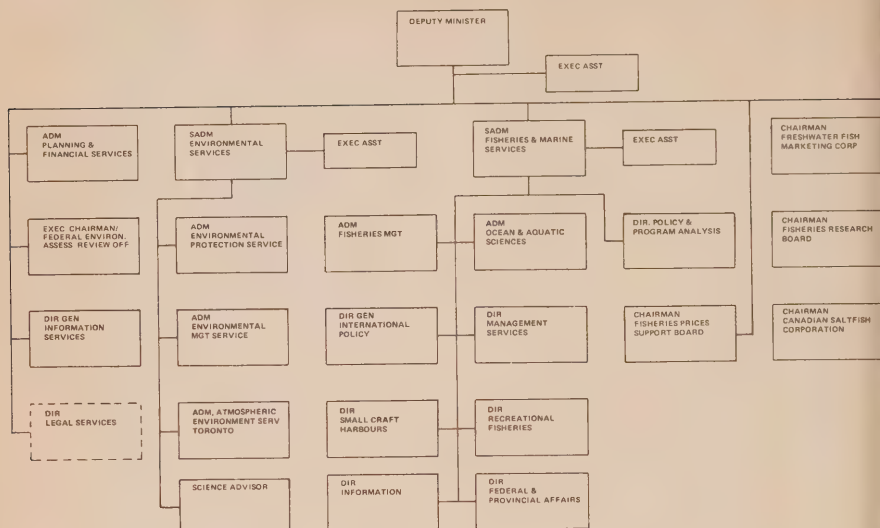 DEPUTY MINISTER
EXEC ASST
ADM
PLANNING &
FINANCIAL SERVICES
SADM
ENVIRONMENTAL
SERVICES
EXEC ASST
SADM
FISHERIES & MARINE
SERVICES
EXEC ASST
CHAIRMAN
FRESHWATER FISH
MARKETING CORP
EXEC CHAIRMAN/
FEDERAL ENVIRON.
ASSESS REVIEW OFF
ADM
ENVIRONMENTAL
PROTECTION SERVICE
ADM
FISHERIES MGT
ADM
OCEAN & AQUATIC
SCIENCES
DIR. POLICY &
PROGRAM ANALYSIS
CHAIRMAN
FISHERIES RESEARCH
BOARD
DIR GEN
INFORMATION
SERVICES
ADM
ENVIRONMENTAL
MGT SERVICE
DIR GEN
INTERNATIONAL
POLICY
DIR
MANAGEMENT
SERVICES
CHAIRMAN
FISHERIES PRICES
SUPPORT BOARD
CHAIRMAN
CANADIAN SALTFISH
CORPORATION
DIR
LEGAL SERVICES
ADM, ATMOSPHERIC
ENVIRONMENT SERV
TORONTO
DIR
SMALL CRAFT
HARBOURS
DIR
RECREATIONAL
FISHERIES
SCIENCE ADVISOR
DIR
INFORMATION
DIR
FEDERAL &
PROVINCIAL AFFAIRS